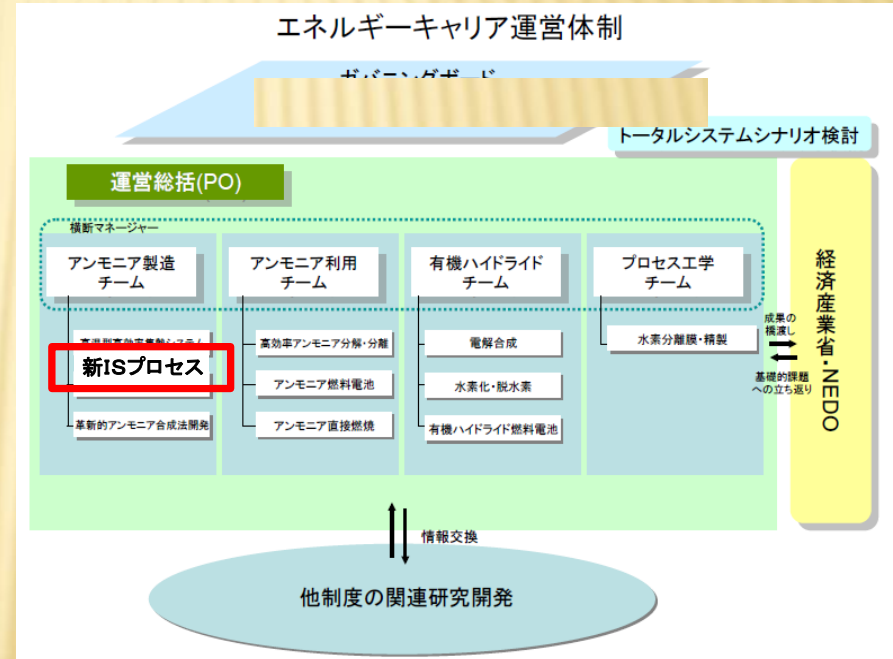 エネルギーキャリア運営体制
ガバニングボード
トータルシステムシナリオ検討
運営総括(PO)
横断マネージャー
アンモニア製造
チーム
アンモニア利用
チーム
有機ハイドライド
チーム
プロセス工学
チーム
新ISプロセス
革新的アンモニア合成法開発
高効率アンモニア分解・分離
アンモニア燃料電池
アンモニア直接燃焼
電解合成
水素化・脱水素
有機ハイドライド燃料電池
水素分離膜・精製
成果の
橋渡し
基礎的課題
への立ち返り
経済産業省・NEDO
情報交換
他制度の関連研究開発